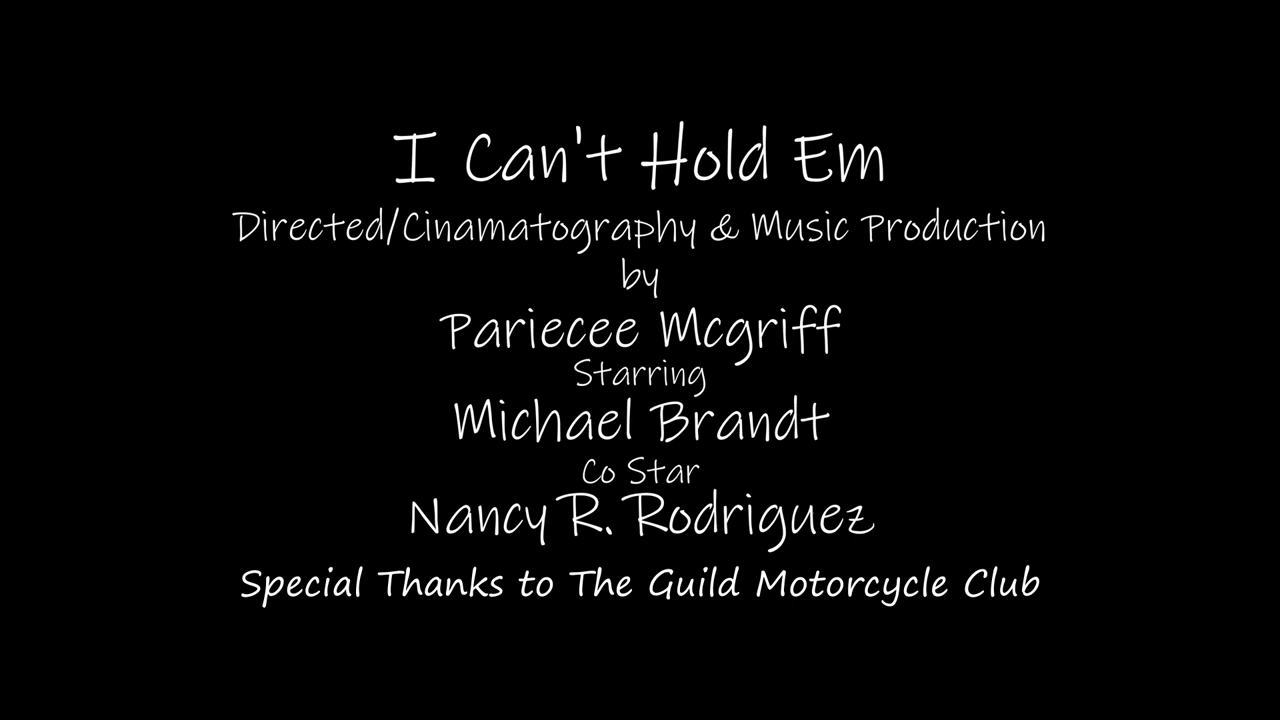 I Can't Hold Em
Directed/Cinamatography & Music Production
by
Pariecee Mcgriff
Starring
Michael Brandt
Co Star
Nancy R. Rodriguez
Special Thanks to The Guild Motorcycle Club